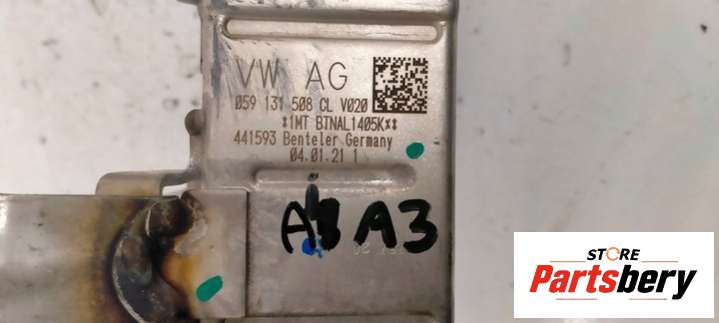 VW AG
059 131 508 CL V020
*1MT BTNAL1405K**
441593 Benteler Germany
04.01.21 1
A3 A3
STORE
Partsbery